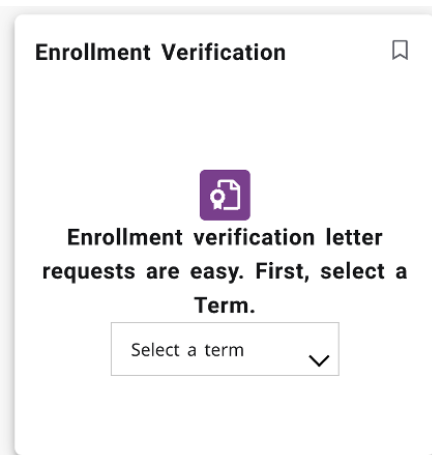 Enrollment Verification
Enrollment verification letter
requests are easy. First, select a
Term.
Select a term